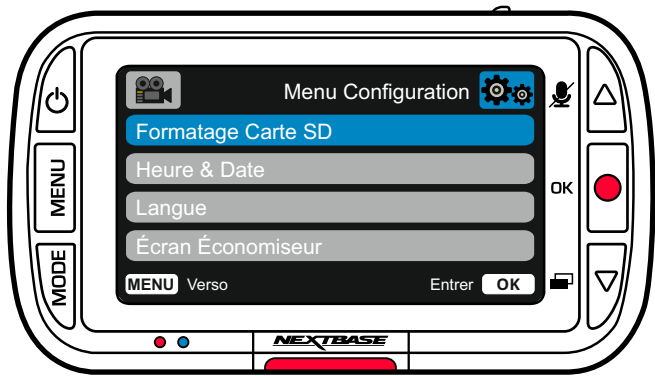 Menu Configuration
Formatage Carte SD
MENU
OK
Heure & Date
Langue
Écran Économiseur
MODE
MENU Verso Entrer OK
NEXTBASE